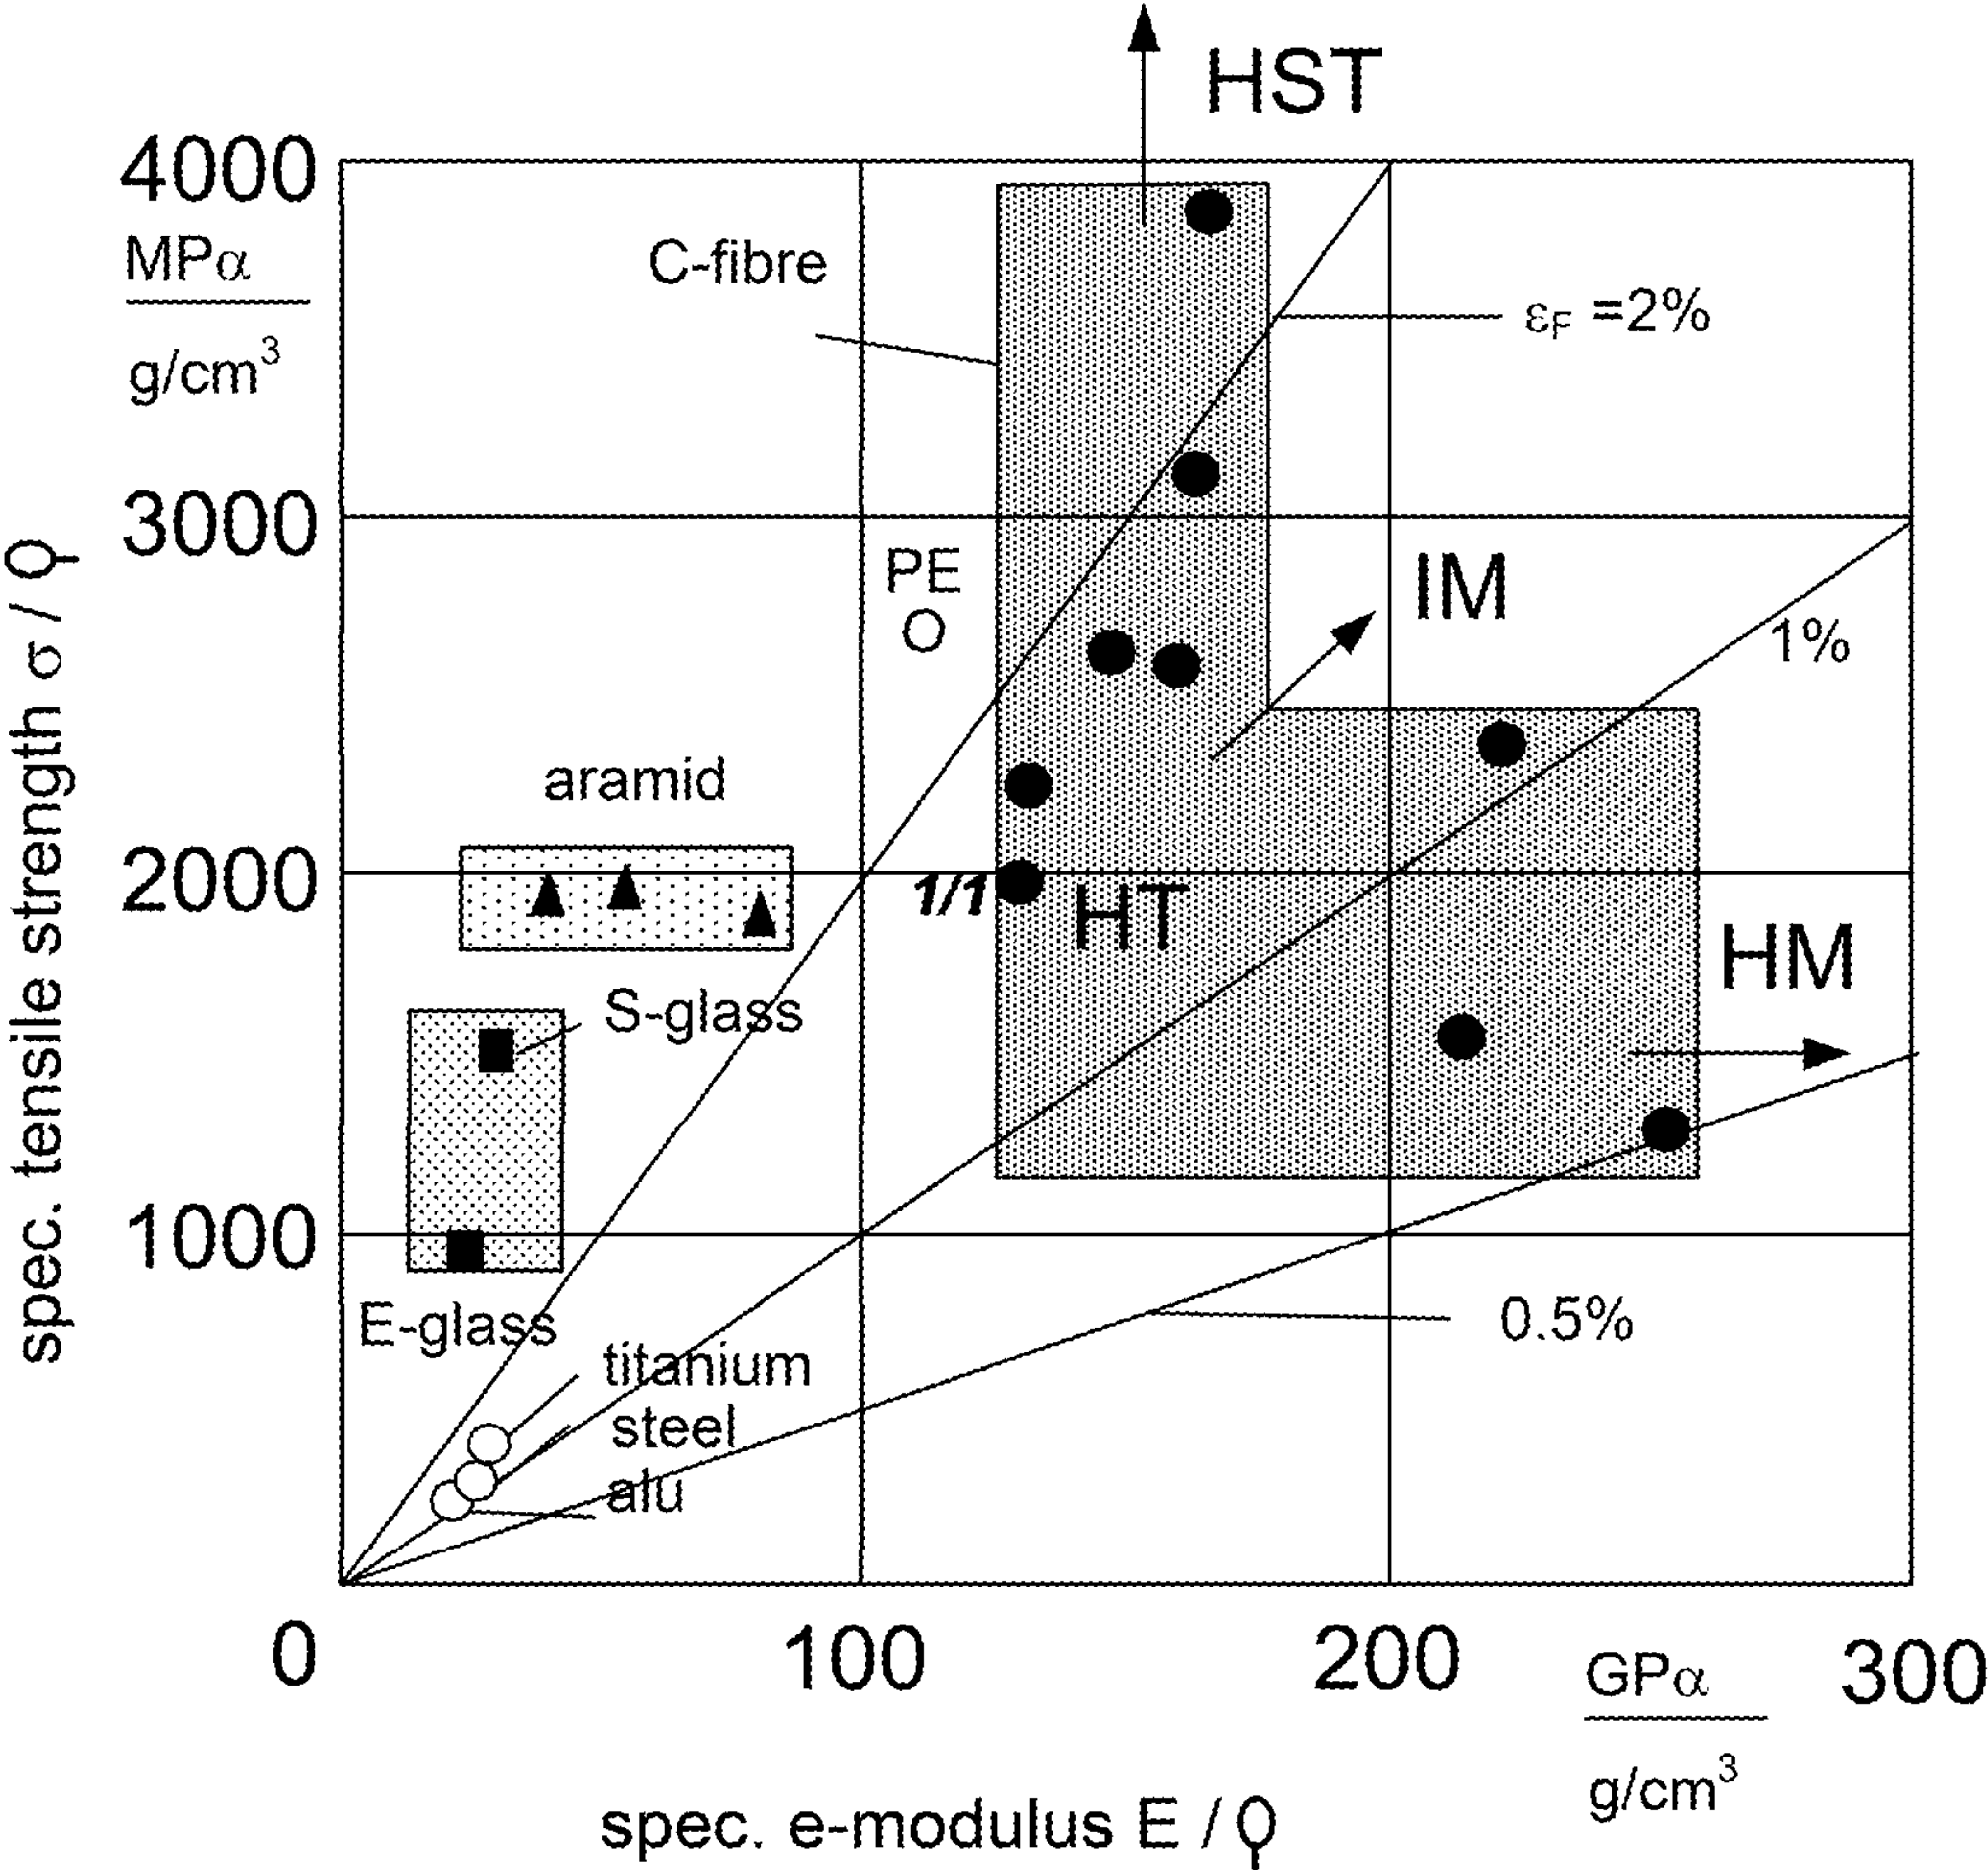 HST
4000
MPα
g/cm³
C-fibre
εF =2%
3000
PE
IM
1%
spec. tensile strength σ / ϙ
aramid
2000
1/1
HT
HM
S-glass
1000
E-glass
0.5%
titanium
steel
alu
0
100
200
GPα
g/cm³
300
spec. e-modulus E / ϙ